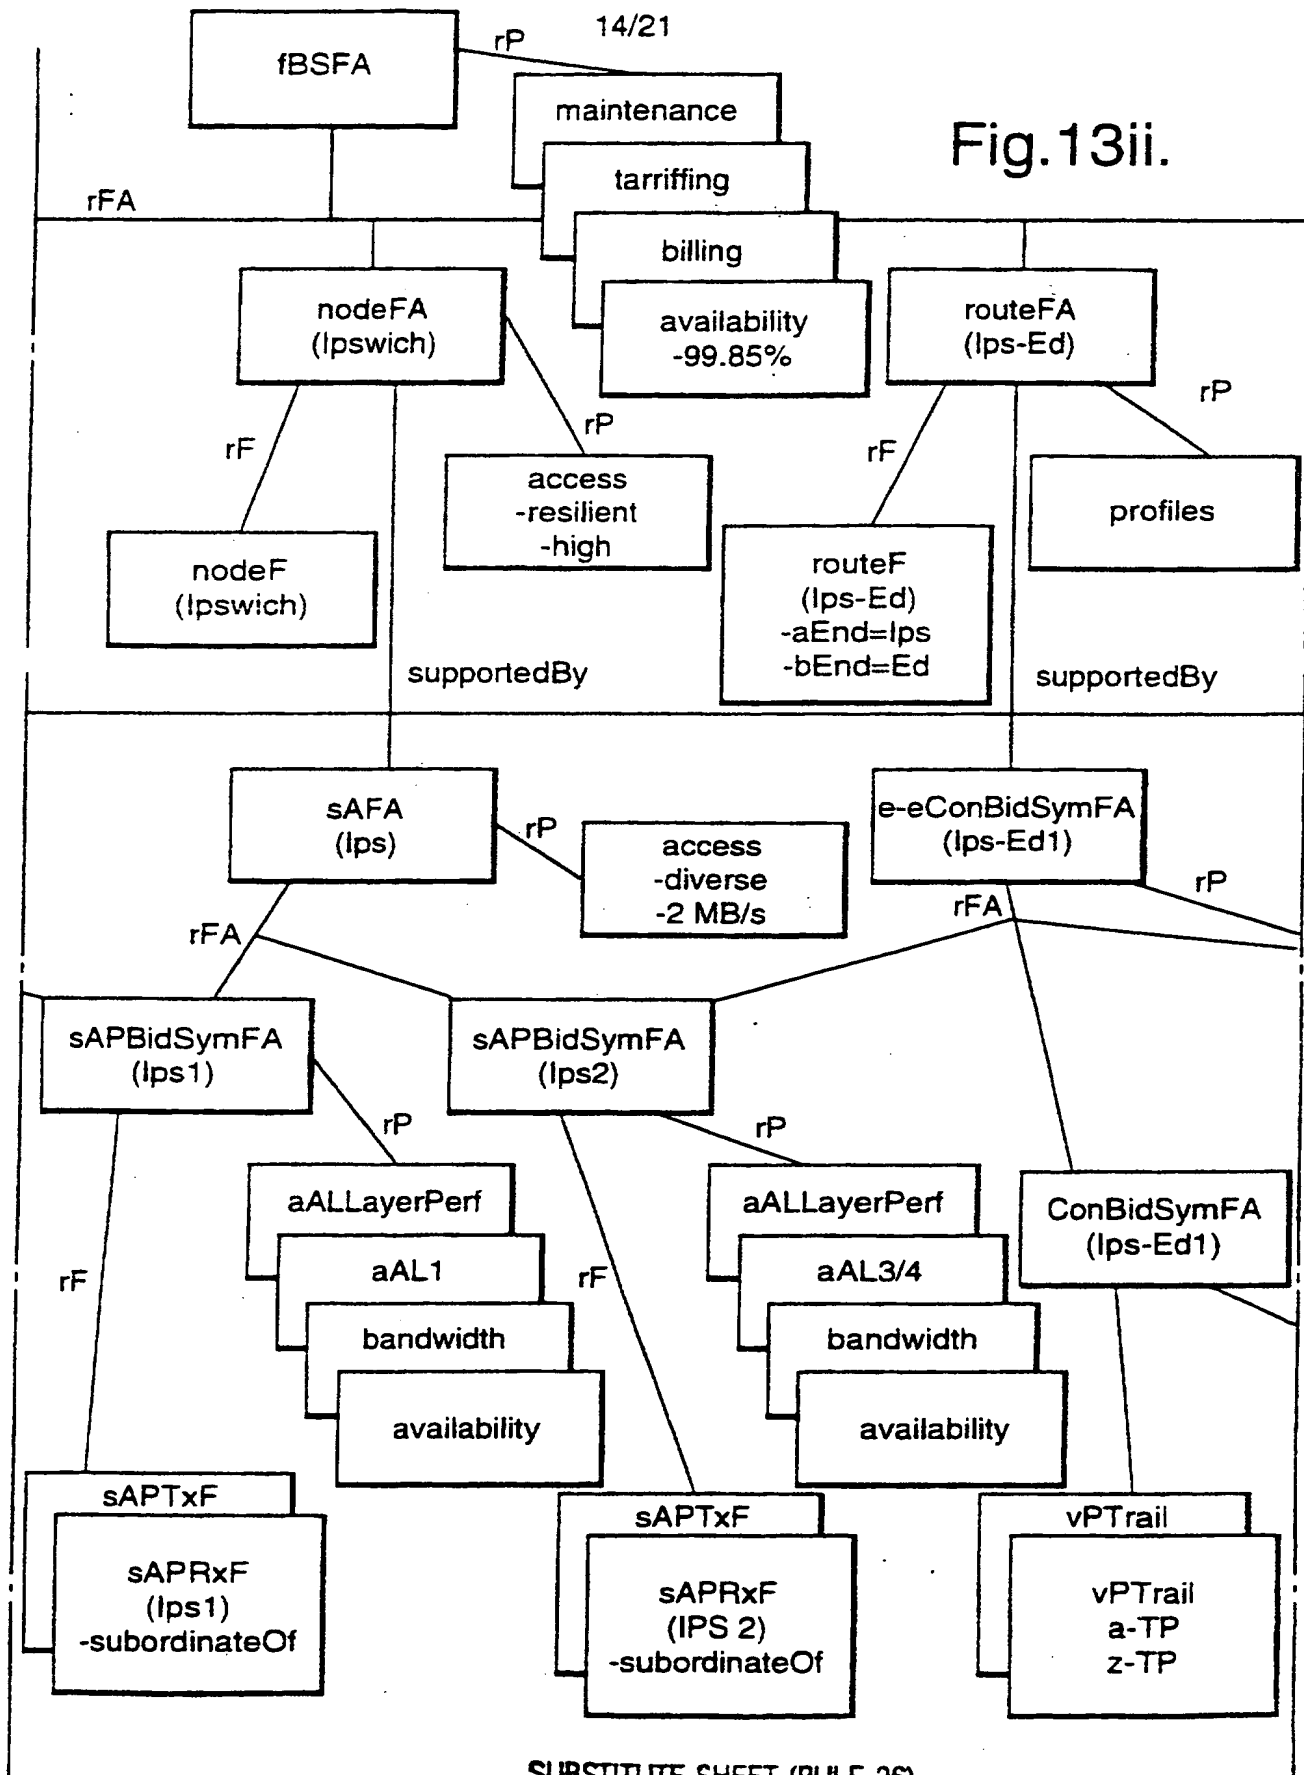 14/21
fBSFA
rP
maintenance
Fig.13ii.
tarriffing
rFA
billing
nodeFA
(Ipswich)
availability
-99.85%
routeFA
(Ips-Ed)
rP
rF
rP
rF
access
-resilient
-high
profiles
nodeF
(Ipswich)
routeF
(Ips-Ed)
-aEnd=Ips
-bEnd=Ed
supportedBy
supportedBy
sAFA
(Ips)
rP
access
-diverse
-2 MB/s
e-eConBidSymFA
(Ips-Ed1)
rP
rFA
rFA
sAPBidSymFA
(Ips1)
sAPBidSymFA
(Ips2)
rP
rP
aALLayerPerf
aALLayerPerf
ConBidSymFA
(Ips-Ed1)
rF
aAL1
rF
aAL3/4
bandwidth
bandwidth
availability
availability
sAPTxF
sAPRxF
(Ips1)
-subordinateOf
sAPTxF
sAPRxF
(IPS 2)
-subordinateOf
vPTrail
vPTrail
a-TP
z-TP
SUBSTITUTE SHEET (RULE 26)